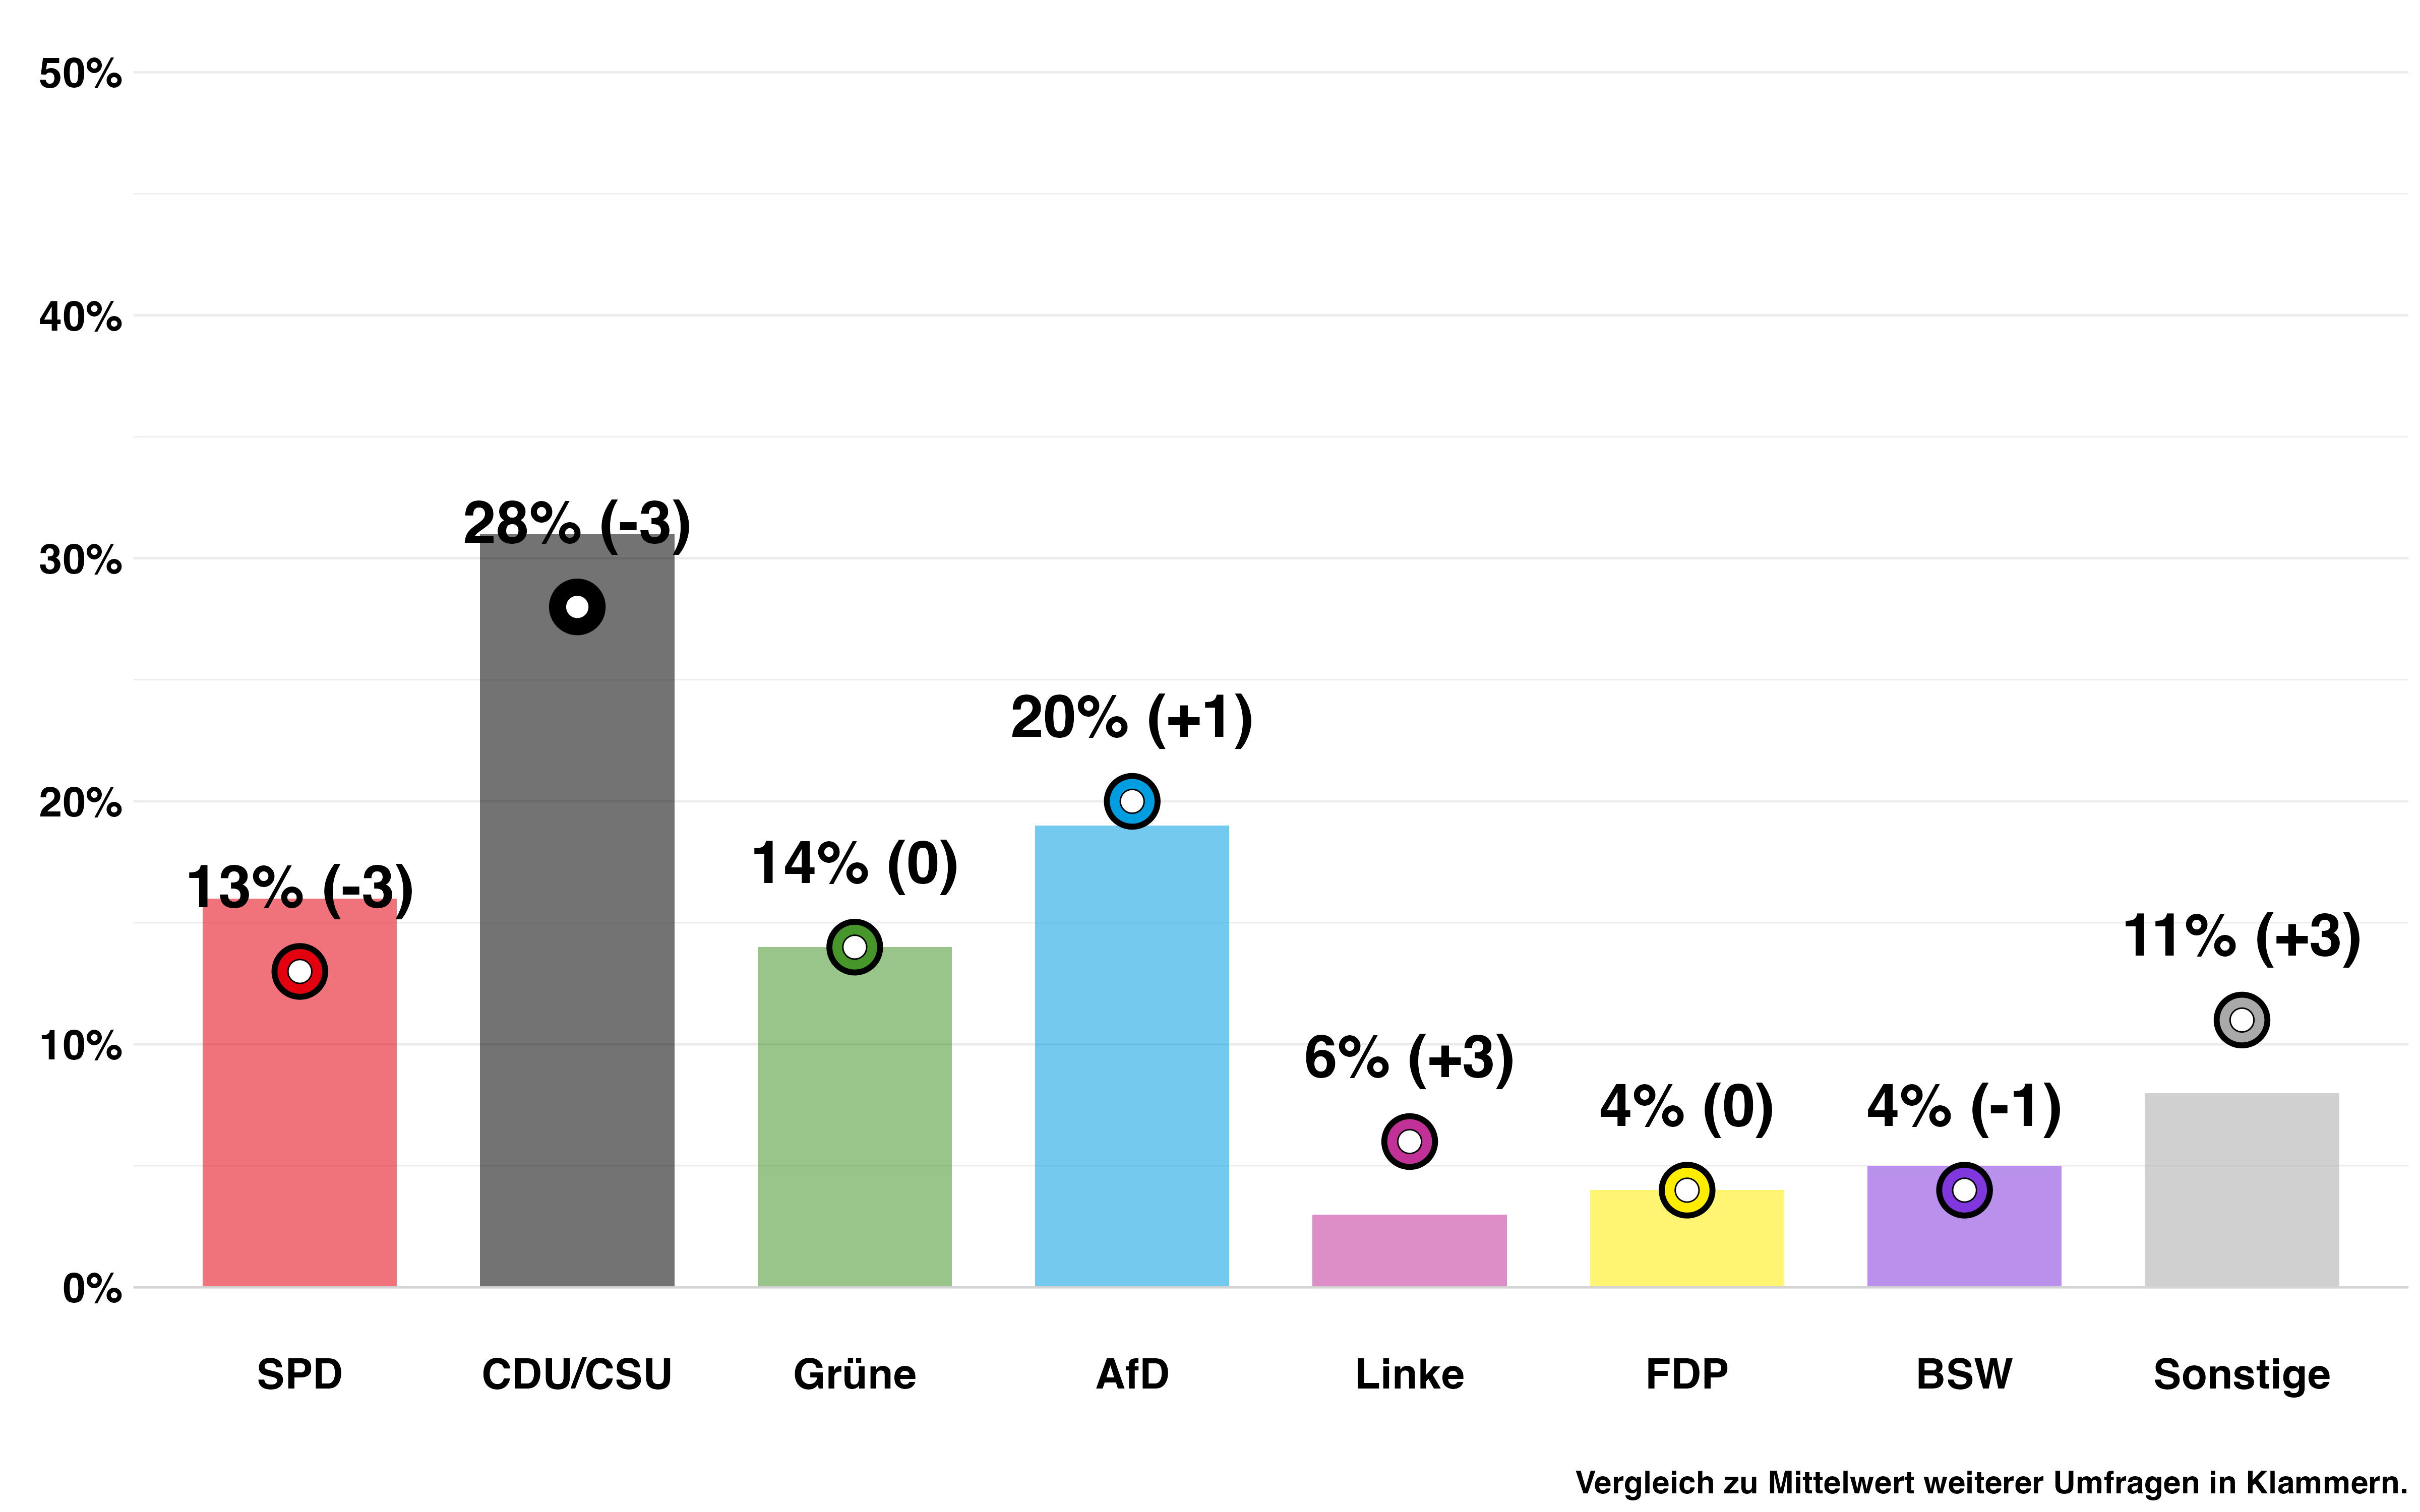 50%
40%
30%
20%
10%
0%
13% (-3)
28% (-3)
14% (0)
20% (+1)
6% (+3)
4% (0)
4% (-1)
11% (+3)
SPD
CDU/CSU
Grüne
AfD
Linke
FDP
BSW
Sonstige
Vergleich zu Mittelwert weiterer Umfragen in Klammern.